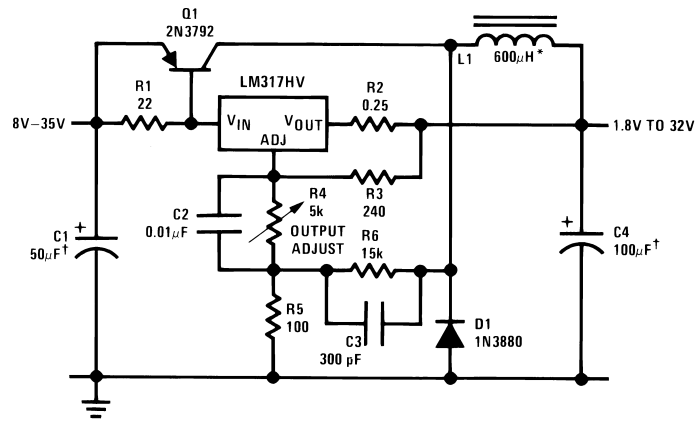 Q1
2N3792
L1
600μH*
R1
22
LM317HV
VIN
VOUT
ADJ
R2
0.25
8V–35V
1.8V TO 32V
R4
5k
R3
240
C2
0.01μF
OUTPUT
ADJUST
R6
15k
C1
50μF†
+
C4
100μF†
+
R5
100
C3
300 pF
D1
1N3880